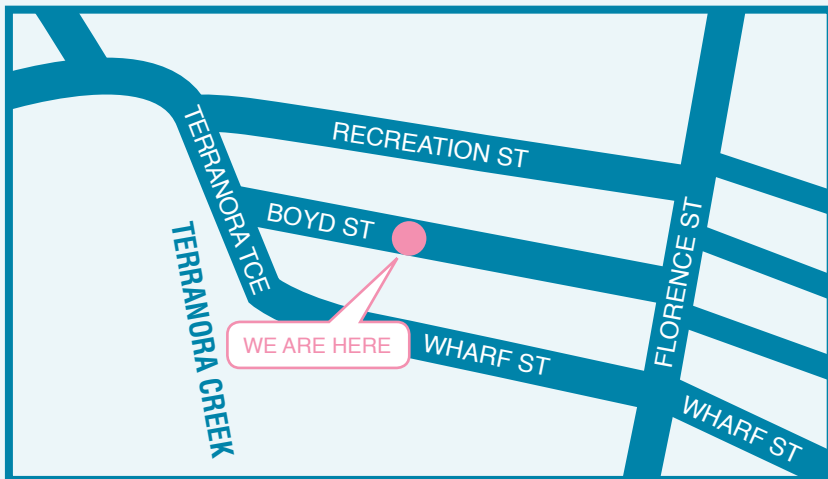 RECREATION ST
TERRANORA TCE
BOYD ST
FLORENCE ST
TERRANORA CREEK
WE ARE HERE
WHARF ST
WHARF ST